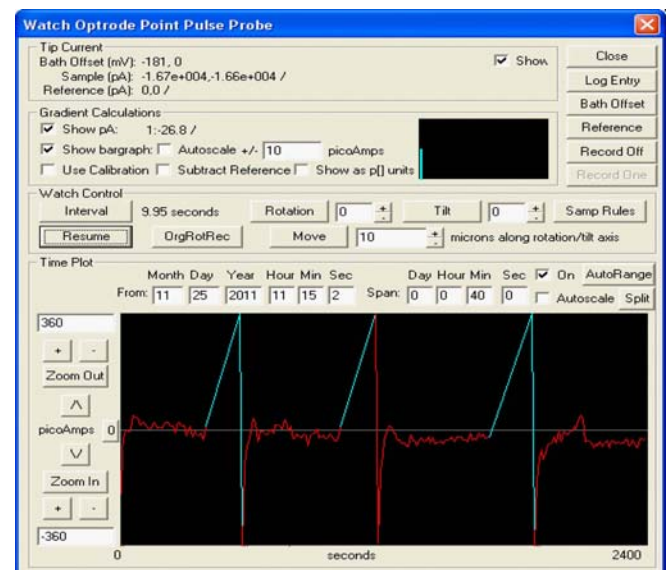 Watch Optrode Point Pulse Probe
Tip Current
Bath Offset (mV): -181, 0
Show
Close
Sample (pA): -1.67e+004,-1.66e+004 /
Log Entry
Reference (pA): 0,0 /
Bath Offset
Gradient Calculations
Show pA: 1:-26.8 /
Reference
Show bargraph: Autoscale +/- 10 picoAmps
Record Off
Use Calibration Subtract Reference Show as p[] units
Record One
Watch Control
Interval 9.95 seconds Rotation 0 Tilt 0 Samp Rules
Resume OrgRotRec Move 10 microns along rotation/tilt axis
Time Plot
Month Day Year Hour Min Sec Day Hour Min Sec On AutoRange
From: 11 25 2011 11 15 2 Span: 0 0 40 0 Autoscale Split
360
+ -
Zoom Out
/\
picoAmps 0
\/
Zoom In
+ -
-360
0 seconds 2400